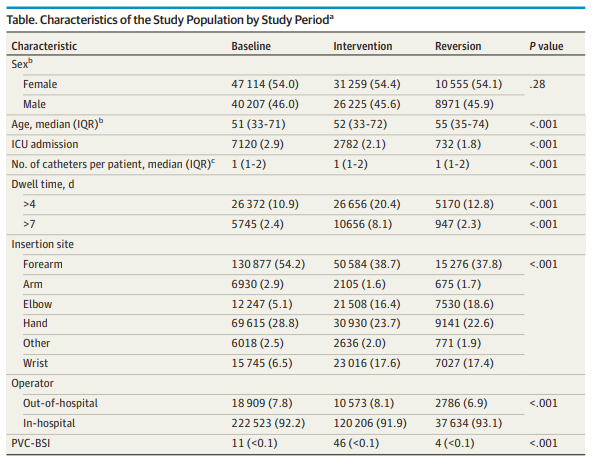 Table. Characteristics of the Study Population by Study Perioda
Characteristic Baseline Intervention Reversion P value
Sexb
Female 47 114 (54.0) 31 259 (54.4) 10 555 (54.1) .28
Male 40 207 (46.0) 26 225 (45.6) 8971 (45.9)
Age, median (IQR)b 51 (33-71) 52 (33-72) 55 (35-74) <.001
ICU admission 7120 (2.9) 2782 (2.1) 732 (1.8) <.001
No. of catheters per patient, median (IQR)c 1 (1-2) 1 (1-2) 1 (1-2) <.001
Dwell time, d
>4 26 372 (10.9) 26 656 (20.4) 5170 (12.8) <.001
>7 5745 (2.4) 10656 (8.1) 947 (2.3) <.001
Insertion site
Forearm 130 877 (54.2) 50 584 (38.7) 15 276 (37.8) <.001
Arm 6930 (2.9) 2105 (1.6) 675 (1.7)
Elbow 12 247 (5.1) 21 508 (16.4) 7530 (18.6)
Hand 69 615 (28.8) 30 930 (23.7) 9141 (22.6)
Other 6018 (2.5) 2636 (2.0) 771 (1.9)
Wrist 15 745 (6.5) 23 016 (17.6) 7027 (17.4)
Operator
Out-of-hospital 18 909 (7.8) 10 573 (8.1) 2786 (6.9) <.001
In-hospital 222 523 (92.2) 120 206 (91.9) 37 634 (93.1)
PVC-BSI 11 (<0.1) 46 (<0.1) 4 (<0.1) <.001